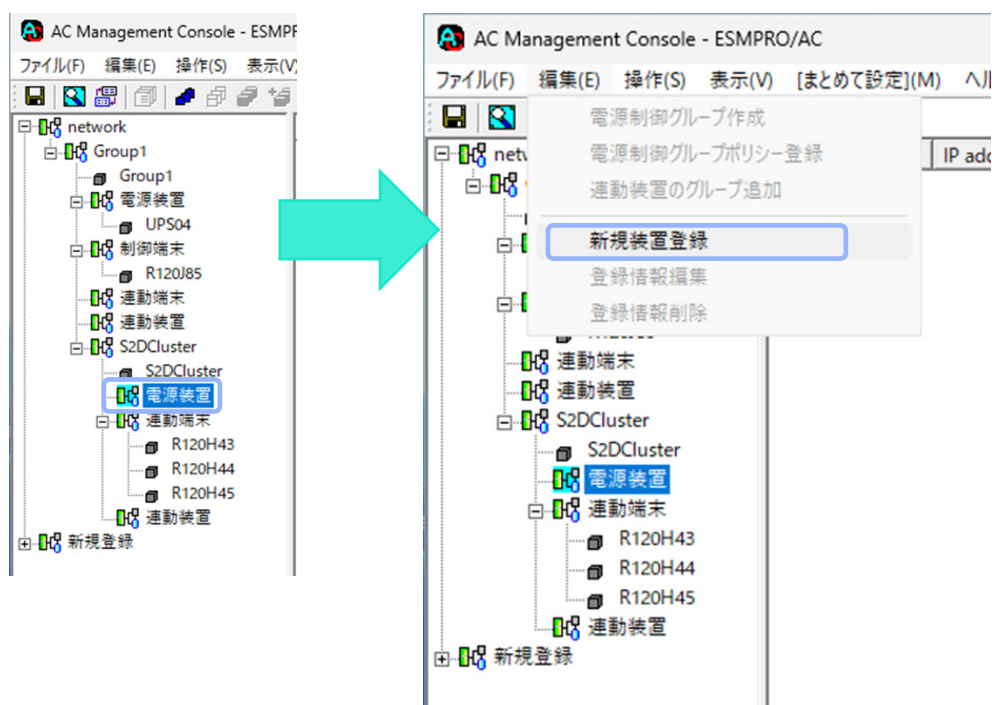 AC Management Console - ESMPR
ファイル(F) 編集(E) 操作(S) 表示(V)
network
Group1
Group1
電源装置
UPS04
制御端末
R120J85
連動端末
連動装置
S2DCluster
S2DCluster
電源装置
連動端末
R120H43
R120H44
R120H45
連動装置
新規登録
AC Management Console - ESMPRO/AC
ファイル(F) 編集(E) 操作(S) 表示(V) [まとめて設定](M) ヘル
電源制御グループ作成
電源制御グループポリシー登録
連動装置のグループ追加
新規装置登録
登録情報編集
登録情報削除
netw
IP add
連動端末
連動装置
S2DCluster
S2DCluster
電源装置
連動端末
R120H43
R120H44
R120H45
連動装置
新規登録